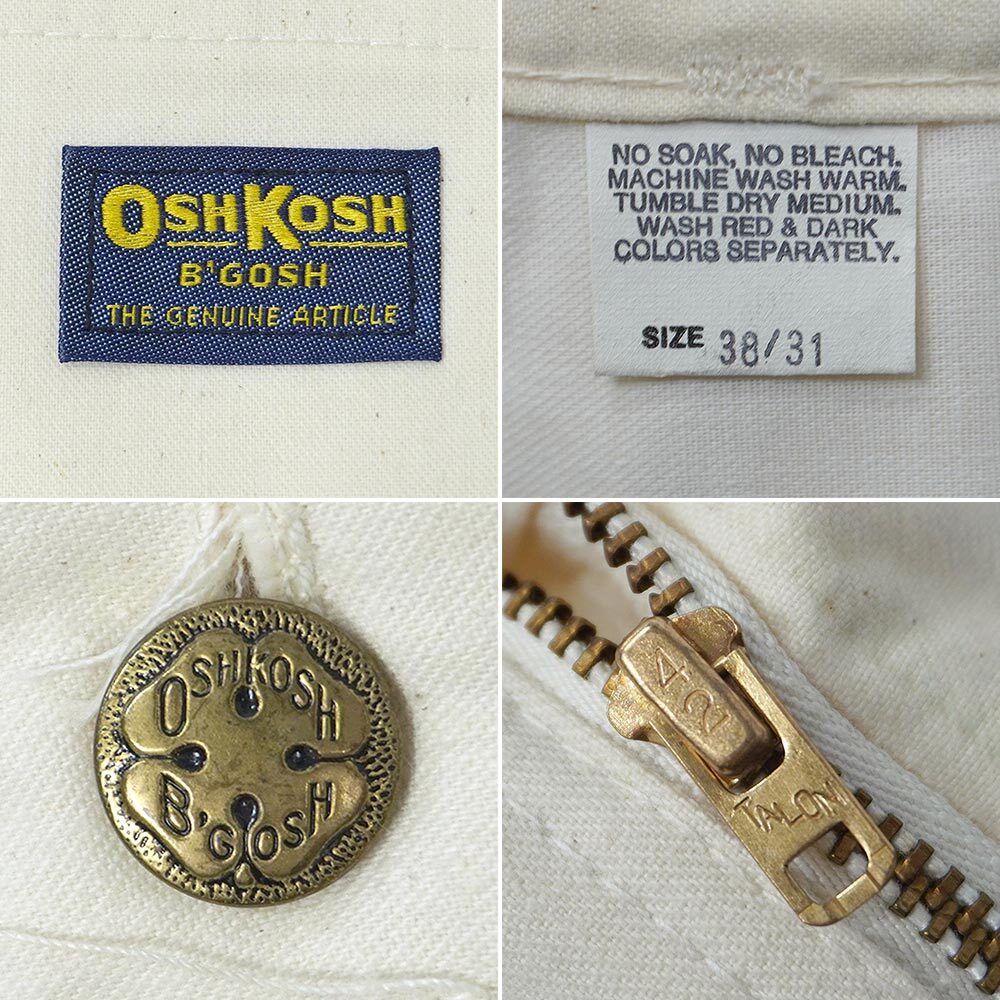 OSHKOSH
B'GOSH
THE GENUINE ARTICLE
NO SOAK, NO BLEACH.
MACHINE WASH WARM.
TUMBLE DRY MEDIUM.
WASH RED & DARK
COLORS SEPARATELY.
SIZE 38/31
OSHKOSH
B'GOSH
42
TALON